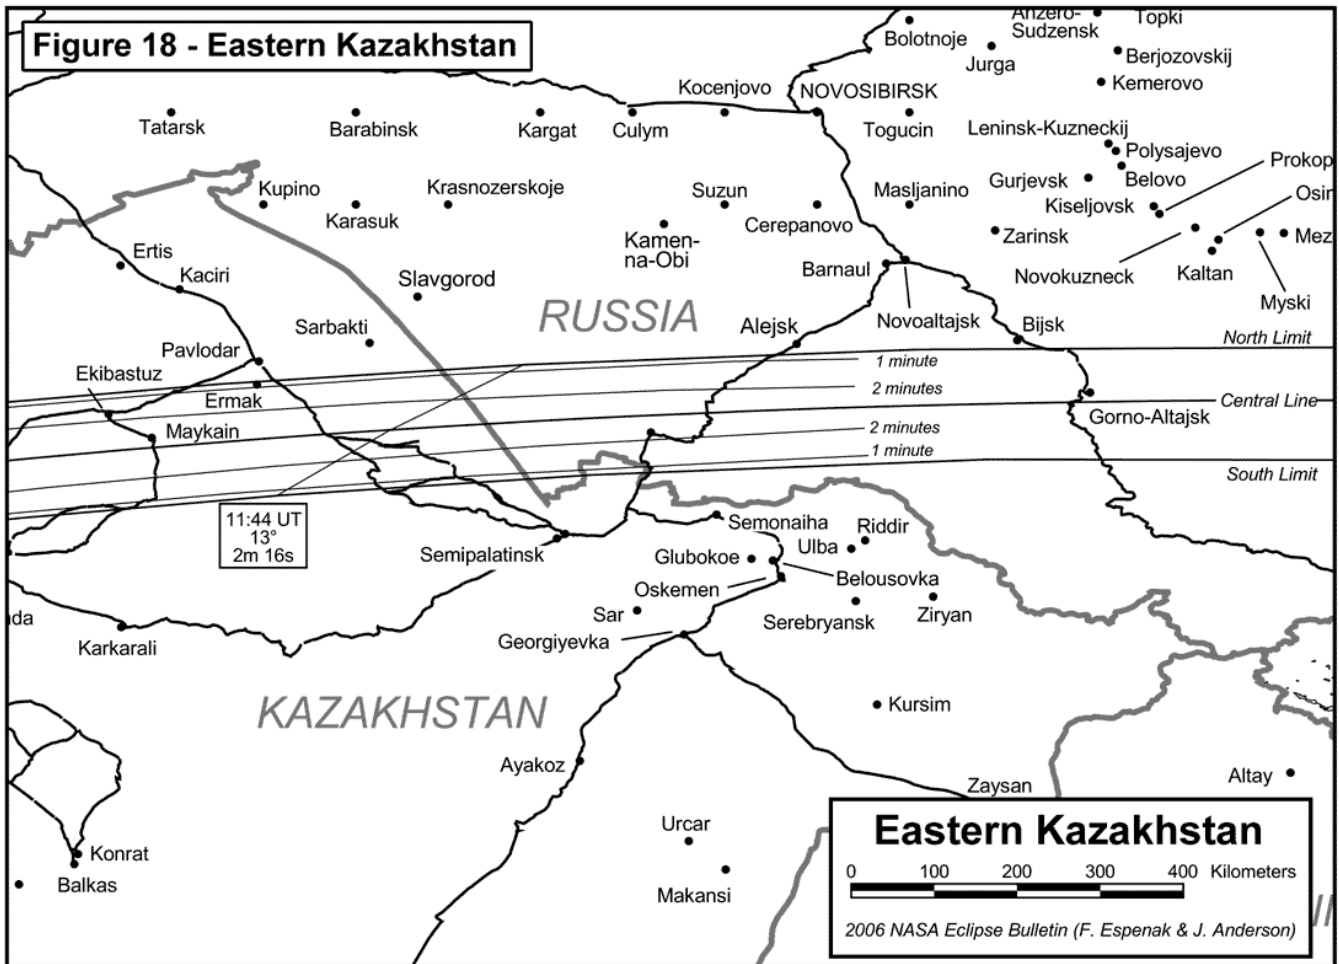 Figure 18 - Eastern Kazakhstan
Anzero-
Sudzensk
Topki
Bolotnoje
Jurga
Berjozovskij
Kemerovo
Kocenjovo
NOVOSIBIRSK
Tatarsk
Barabinsk
Kargat
Culym
Togucin
Leninsk-Kuzneckij
Polysajevo
Prokop
Belovo
Gurjevsk
Kupino
Krasnozerskoje
Suzun
Masljanino
Osin
Kiseljovsk
Karasuk
Cerepanovo
Kamen-
na-Obi
Zarinsk
Mez
Ertis
Kaciri
Slavgorod
Barnaul
Novokuzneck
Kaltan
Myski
RUSSIA
Sarbakti
Alejsk
Novoaltajsk
Bijsk
North Limit
Pavlodar
1 minute
Ekibastuz
2 minutes
Ermak
Central Line
Gorno-Altajsk
Maykain
2 minutes
1 minute
South Limit
11:44 UT
13°
2m 16s
Semipalatinsk
Semonaiha
Riddir
Ulba
Glubokoe
Belousovka
Oskemen
Sar
Serebryansk
Ziryan
da
Karkarali
Georgiyevka
KAZAKHSTAN
Kursim
Ayakoz
Zaysan
Altay
Urcar
Konrat
Balkas
Makansi
Eastern Kazakhstan
0 100 200 300 400 Kilometers
2006 NASA Eclipse Bulletin (F. Espenak & J. Anderson)